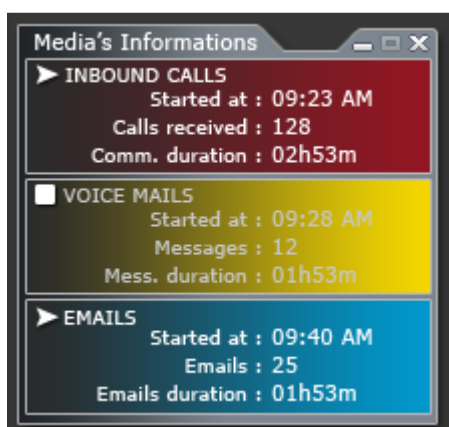 Media's Informations
INBOUND CALLS
Started at : 09:23 AM
Calls received : 128
Comm. duration : 02h53m
VOICE MAILS
Started at : 09:28 AM
Messages : 12
Mess. duration : 01h53m
EMAILS
Started at : 09:40 AM
Emails : 25
Emails duration : 01h53m